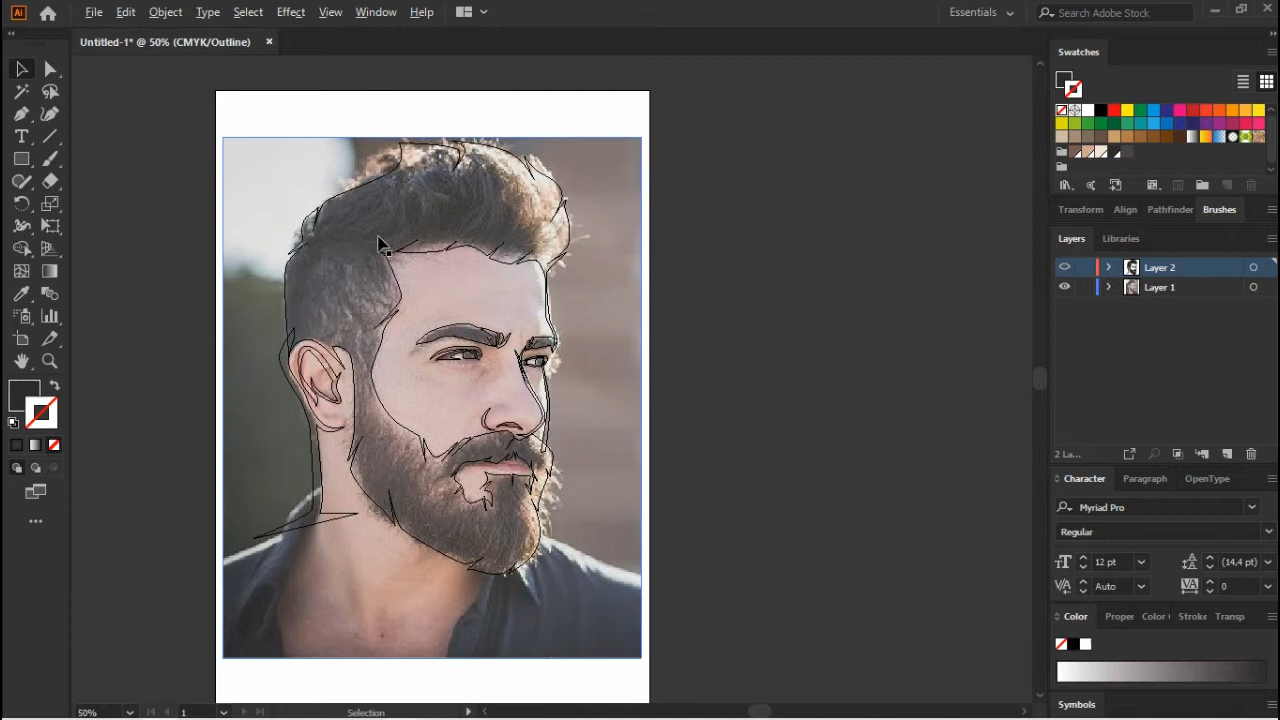 Ai File Edit Object Type Select Effect View Window Help Essentials Search Adobe Stock
Untitled-1* @ 50% (CMYK/Outline) ×
Swatches
Transform Align Pathfinder Brushes
Layers Libraries
Layer 2
Layer 1
2 La...
Character Paragraph OpenType
Myriad Pro
Regular
12 pt (14,4 pt)
Auto 0
Color Proper Color Stroke Transp
Symbols
50% 1 Selection